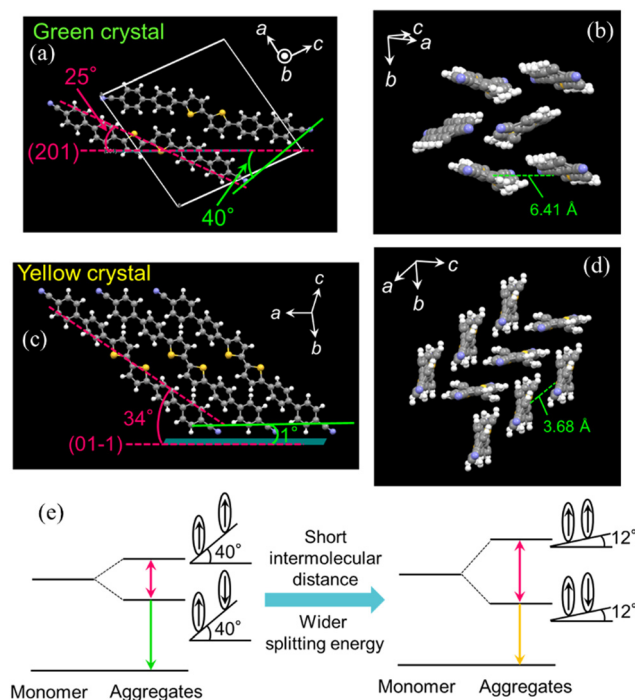 Green crystal
(a)
a
c
b
25°
(201)
40°
(b)
c
a
b
6.41 Å
Yellow crystal
(c)
a
c
b
34°
(01-1)
1°
(d)
a
c
b
3.68 Å
(e)
40°
40°
Short
intermolecular
distance
Wider
splitting energy
12°
12°
Monomer Aggregates
Monomer Aggregates